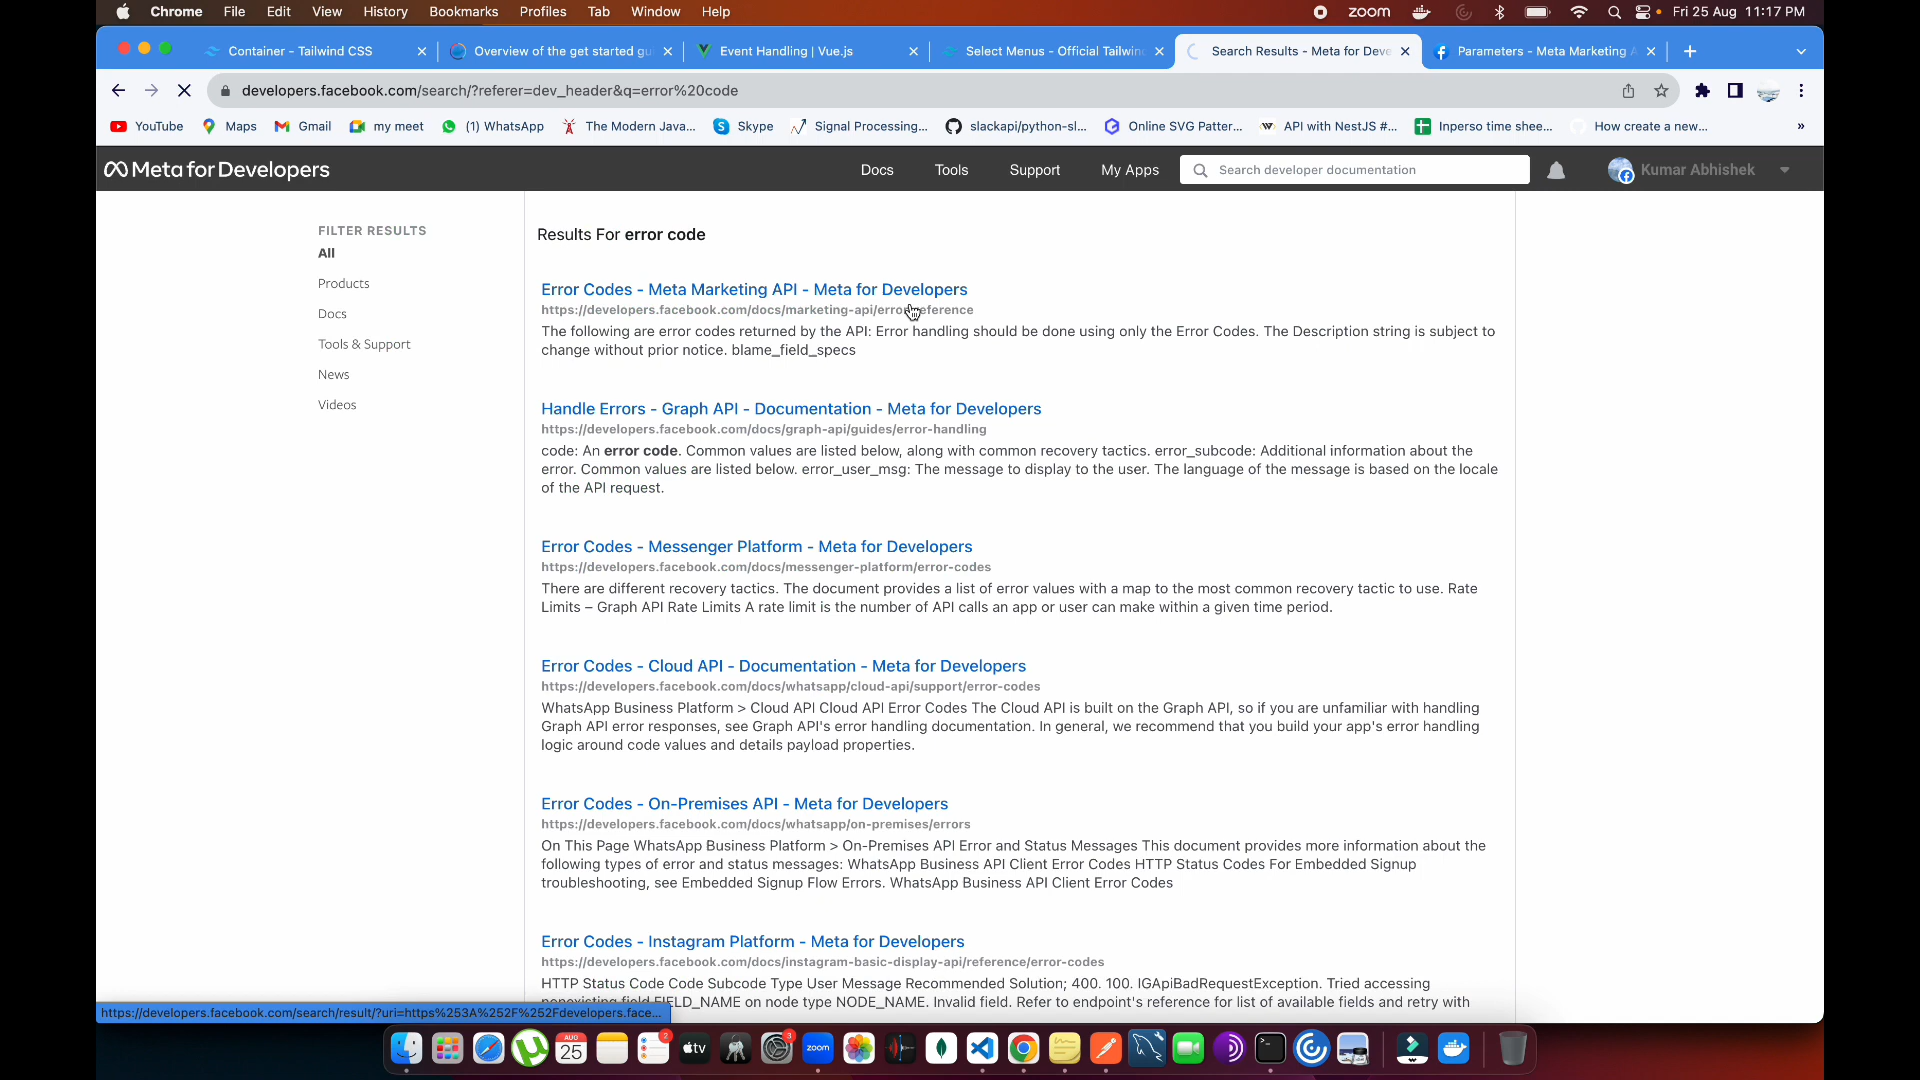 Chrome File Edit View History Bookmarks Profiles Tab Window Help zoom Fri 25 Aug 11:17 PM
Container - Tailwind CSS Overview of the get started gu Event Handling | Vue.js Select Menus - Official Tailwin Search Results - Meta for Deve Parameters - Meta Marketing A
developers.facebook.com/search/?referer=dev_header&q=error%20code
YouTube Maps Gmail my meet (1) WhatsApp The Modern Java... Skype Signal Processing... slackapi/python-sl... Online SVG Patter... API with NestJS #... Inperso time shee... How create a new... »
Meta for Developers Docs Tools Support My Apps Search developer documentation Kumar Abhishek
FILTER RESULTS
All
Products
Docs
Tools & Support
News
Videos
Results For error code
Error Codes - Meta Marketing API - Meta for Developers
https://developers.facebook.com/docs/marketing-api/error-reference
The following are error codes returned by the API: Error handling should be done using only the Error Codes. The Description string is subject to
change without prior notice. blame_field_specs
Handle Errors - Graph API - Documentation - Meta for Developers
https://developers.facebook.com/docs/graph-api/guides/error-handling
code: An error code. Common values are listed below, along with common recovery tactics. error_subcode: Additional information about the
error. Common values are listed below. error_user_msg: The message to display to the user. The language of the message is based on the locale
of the API request.
Error Codes - Messenger Platform - Meta for Developers
https://developers.facebook.com/docs/messenger-platform/error-codes
There are different recovery tactics. The document provides a list of error values with a map to the most common recovery tactic to use. Rate
Limits – Graph API Rate Limits A rate limit is the number of API calls an app or user can make within a given time period.
Error Codes - Cloud API - Documentation - Meta for Developers
https://developers.facebook.com/docs/whatsapp/cloud-api/support/error-codes
WhatsApp Business Platform > Cloud API Cloud API Error Codes The Cloud API is built on the Graph API, so if you are unfamiliar with handling
Graph API error responses, see Graph API's error handling documentation. In general, we recommend that you build your app's error handling
logic around code values and details payload properties.
Error Codes - On-Premises API - Meta for Developers
https://developers.facebook.com/docs/whatsapp/on-premises/errors
On This Page WhatsApp Business Platform > On-Premises API Error and Status Messages This document provides more information about the
following types of error and status messages: WhatsApp Business API Client Error Codes HTTP Status Codes For Embedded Signup
troubleshooting, see Embedded Signup Flow Errors. WhatsApp Business API Client Error Codes
Error Codes - Instagram Platform - Meta for Developers
https://developers.facebook.com/docs/instagram-basic-display-api/reference/error-codes
HTTP Status Code Code Subcode Type User Message Recommended Solution; 400. 100. IGApiBadRequestException. Tried accessing
nonexisting field FIELD_NAME on node type NODE_NAME. Invalid field. Refer to endpoint's reference for list of available fields and retry with
https://developers.facebook.com/search/result/?uri=https%253A%252F%252Fdevelopers.face...
AUG
25 2 tv 3 zoom